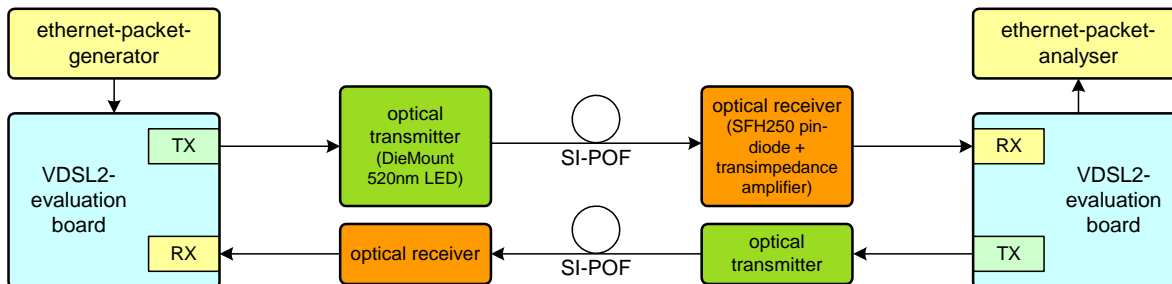 ethernet-packet-
generator
ethernet-packet-
analyser
VDSL2-
evaluation
board
TX
RX
optical
transmitter
(DieMount
520nm LED)
SI-POF
optical receiver
(SFH250 pin-
diode +
transimpedance
amplifier)
RX
TX
VDSL2-
evaluation
board
optical receiver
SI-POF
optical
transmitter